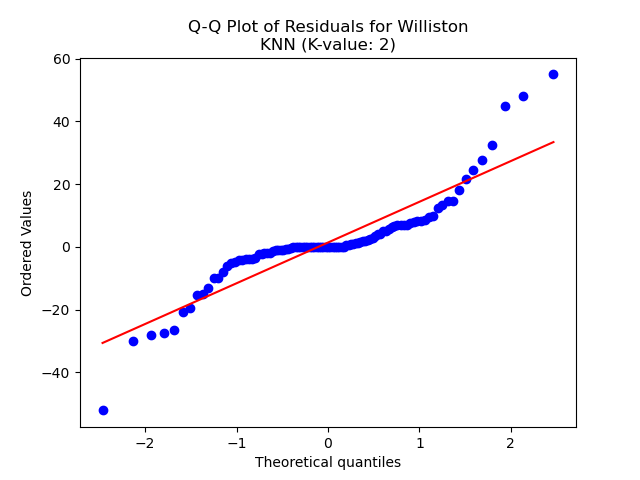 Q-Q Plot of Residuals for Williston
KNN (K-value: 2)
60
40
20
0
−20
−40
Ordered Values
−2
−1
0
1
2
Theoretical quantiles